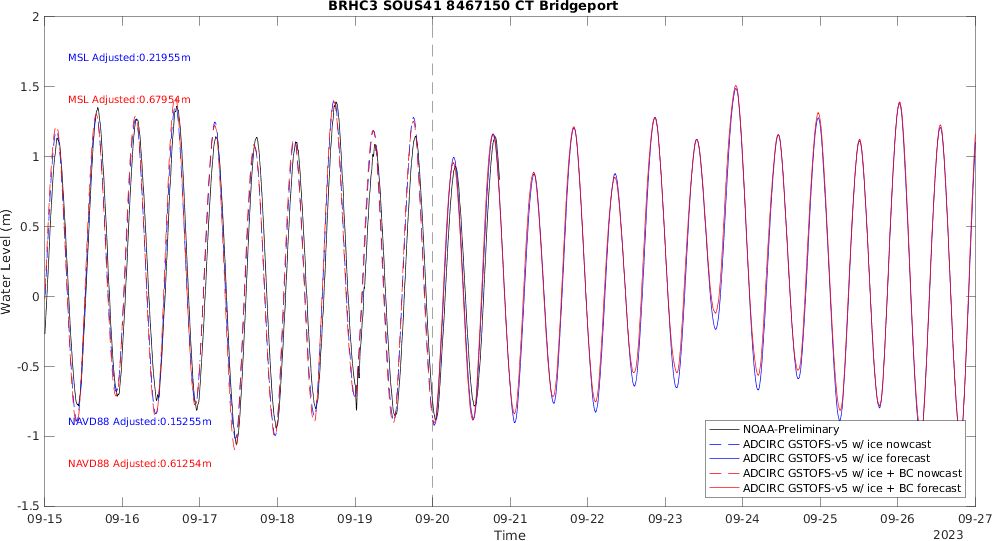 BRHC3 SOUS41 8467150 CT Bridgeport
2
1.5
1
0.5
0
-0.5
-1
-1.5
Water Level (m)
MSL Adjusted:0.21955m
MSL Adjusted:0.67954m
NAVD88 Adjusted:0.15255m
NAVD88 Adjusted:0.61254m
NOAA-Preliminary
ADCIRC GSTOFS-v5 w/ ice nowcast
ADCIRC GSTOFS-v5 w/ ice forecast
ADCIRC GSTOFS-v5 w/ ice + BC nowcast
ADCIRC GSTOFS-v5 w/ ice + BC forecast
09-15 09-16 09-17 09-18 09-19 09-20 09-21 09-22 09-23 09-24 09-25 09-26 09-27
Time
2023